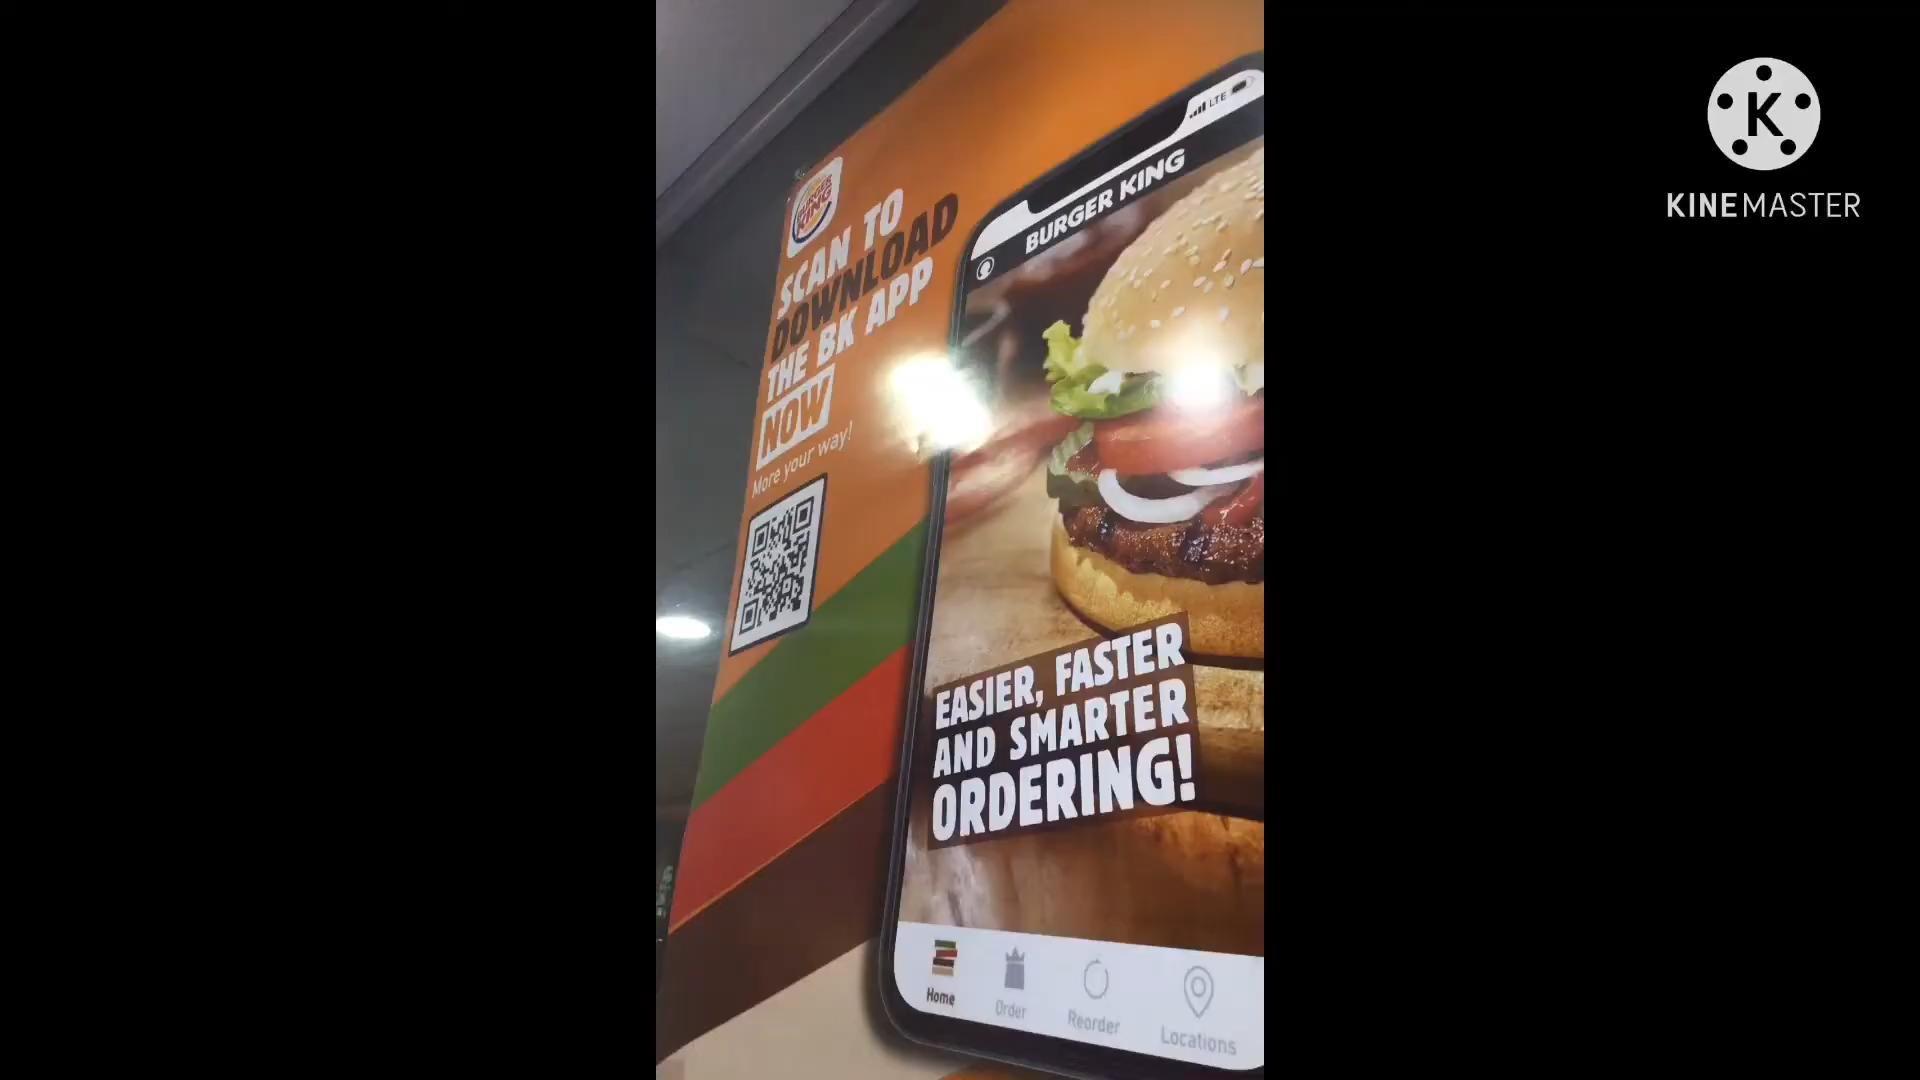 BURGER KING
SCAN TO
DOWNLOAD
THE BK APP
NOW
More your way!
LTE
BURGER KING
EASIER, FASTER
AND SMARTER
ORDERING!
Home
Order
Reorder
Locations
K
KINEMASTER